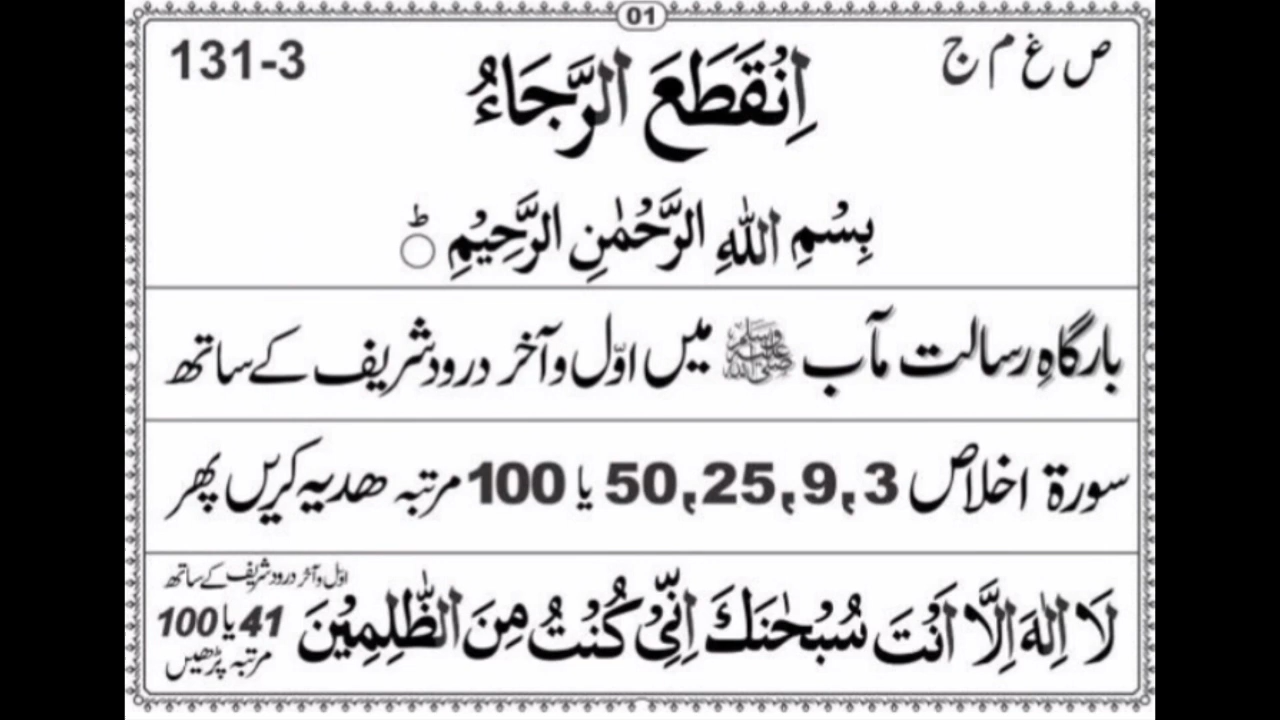 01
ص غ م ج
131-3
اِنْقَطَعَ الرَّجَاءُ
بِسْمِ اللّٰهِ الرَّحْمٰنِ الرَّحِيْمِ ○ؕ
بارگاہِ رسالت مآب ﷺ میں اوّل و آخر درود شریف کے ساتھ
سورۃ اخلاص 3,9,25,50 یا 100 مرتبہ ھدیہ کریں پھر
لَا اِلٰهَ اِلَّا اَنْتَ سُبْحٰنَكَ اِنِّيْ كُنْتُ مِنَ الظّٰلِمِيْنَ
اوّل و آخر درود شریف کے ساتھ
41 یا 100
مرتبہ پڑھیں